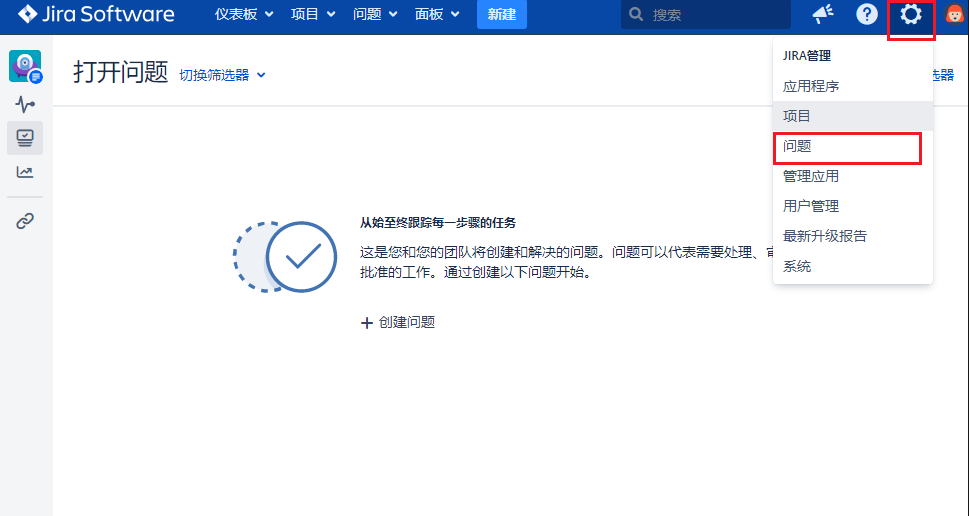 Jira Software 仪表板 项目 问题 面板 新建 搜索
打开问题 切换筛选器
选器
JIRA管理
应用程序
项目
问题
管理应用
用户管理
最新升级报告
系统
从始至终跟踪每一步骤的任务
这是您和您的团队将创建和解决的问题。问题可以代表需要处理、
批准的工作。通过创建以下问题开始。
+ 创建问题